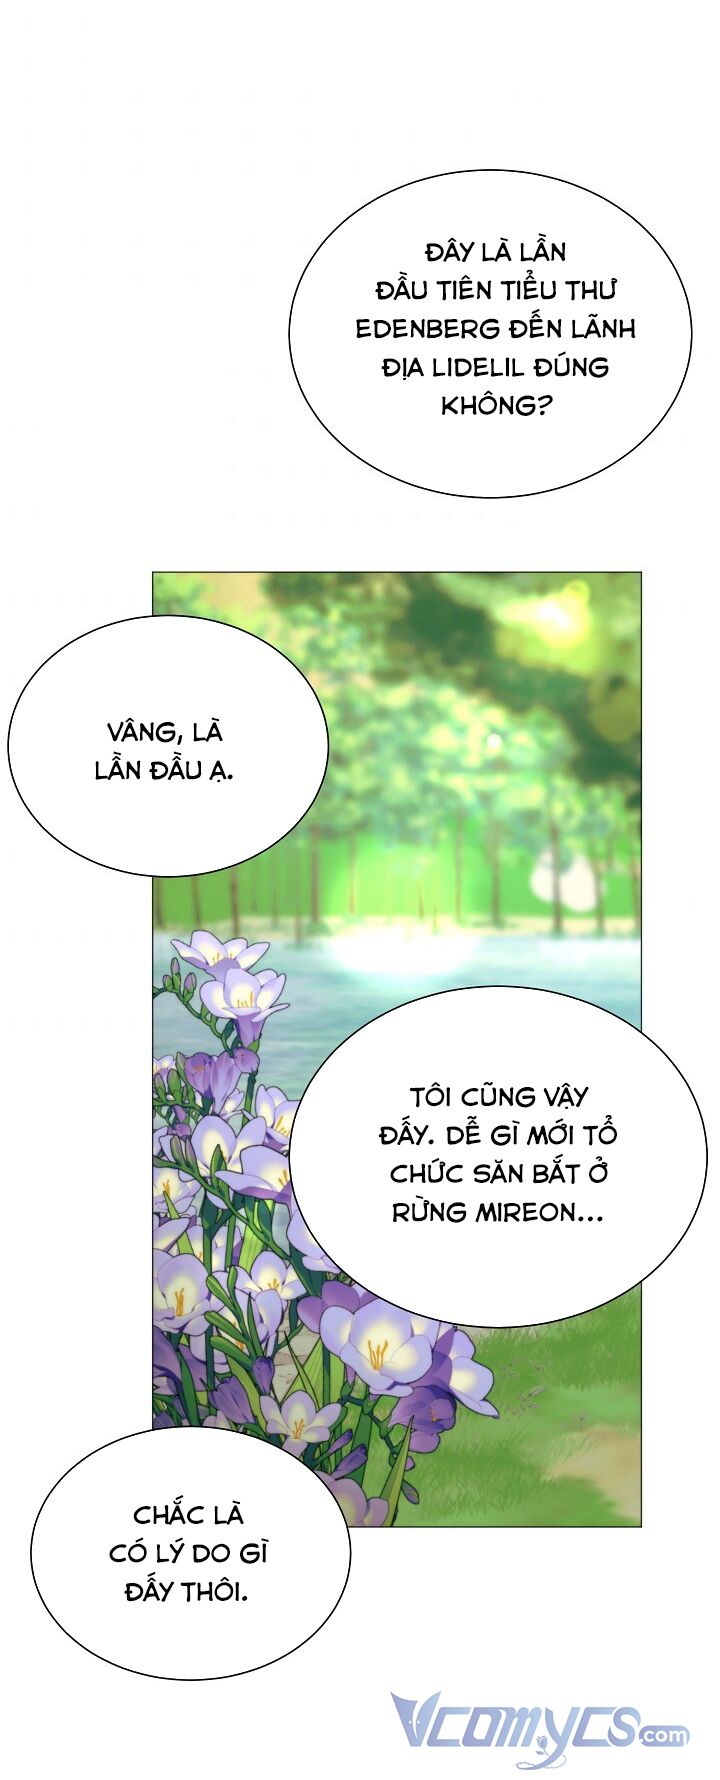 ĐÂY LÀ LẦN
ĐẦU TIÊN TIỂU THƯ
EDENBERG ĐẾN LÃNH
ĐỊA LIDELIL ĐÚNG
KHÔNG?
VÂNG, LÀ
LẦN ĐẦU Ạ.
TÔI CŨNG VẬY
ĐẤY. DỄ GÌ MỚI TỔ
CHỨC SĂN BẮT Ở
RỪNG MIREON...
CHẮC LÀ
CÓ LÝ DO GÌ
ĐẤY THÔI.
VCOMYCS.com